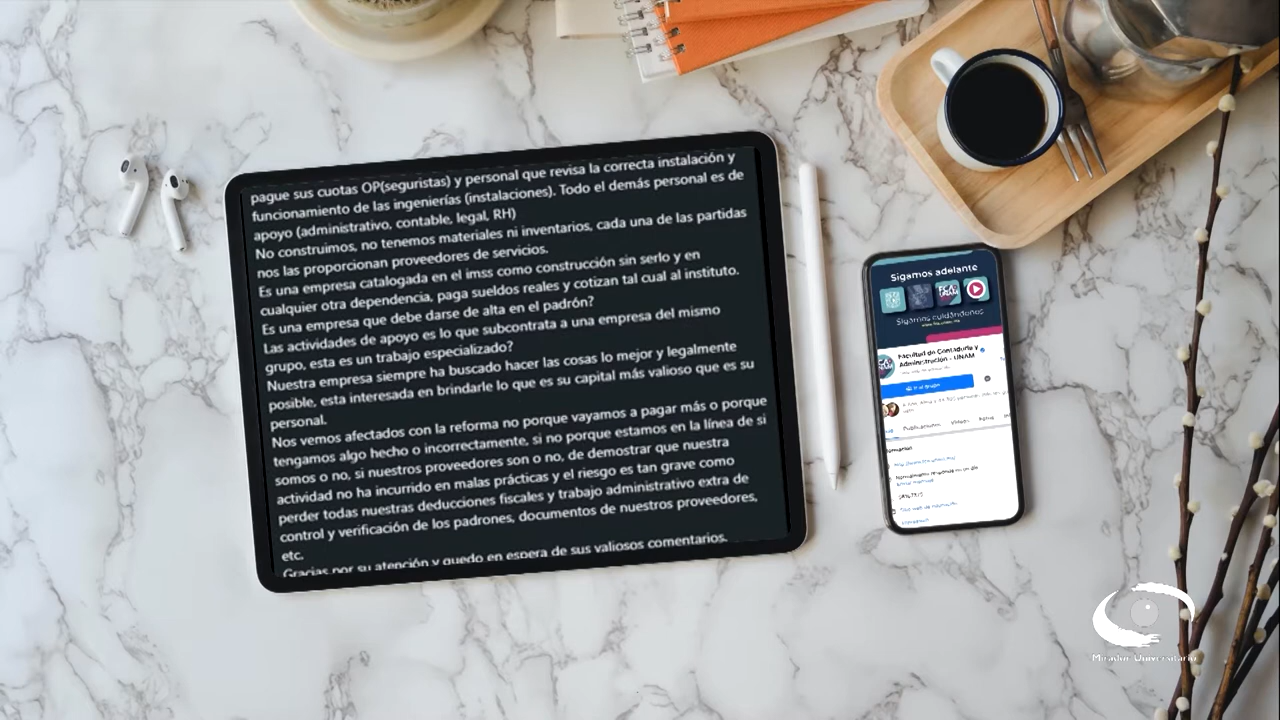 pague sus cuotas OP(seguristas) y personal que revisa la correcta instalación y
funcionamiento de las ingenierías (instalaciones). Todo el demás personal es de
apoyo (administrativo, contable, legal, RH)
No construimos, no tenemos materiales ni inventarios, cada una de las partidas
nos las proporcionan proveedores de servicios.
Es una empresa catalogada en el imss como construcción sin serlo y en
cualquier otra dependencia, paga sueldos reales y cotizan tal cual al instituto.
Es una empresa que debe darse de alta en el padrón?
Las actividades de apoyo es lo que subcontrata a una empresa del mismo
grupo, esta es un trabajo especializado?
Nuestra empresa siempre ha buscado hacer las cosas lo mejor y legalmente
posible, esta interesada en brindarle lo que es su capital más valioso que es su
personal.
Nos vemos afectados con la reforma no porque vayamos a pagar más o porque
tengamos algo hecho o incorrectamente, si no porque estamos en la línea de si
somos o no, si nuestros proveedores son o no, de demostrar que nuestra
actividad no ha incurrido en malas prácticas y el riesgo es tan grave como
perder todas nuestras deducciones fiscales y trabajo administrativo extra de
control y verificación de los padrones, documentos de nuestros proveedores,
etc.
Gracias por su atención y quedo en espera de sus valiosos comentarios.
Sigamos adelante
Sigamos cuidándonos
Facultad de Contaduría y
Administración - UNAM
Publicaciones Videos
Mirador Universitario